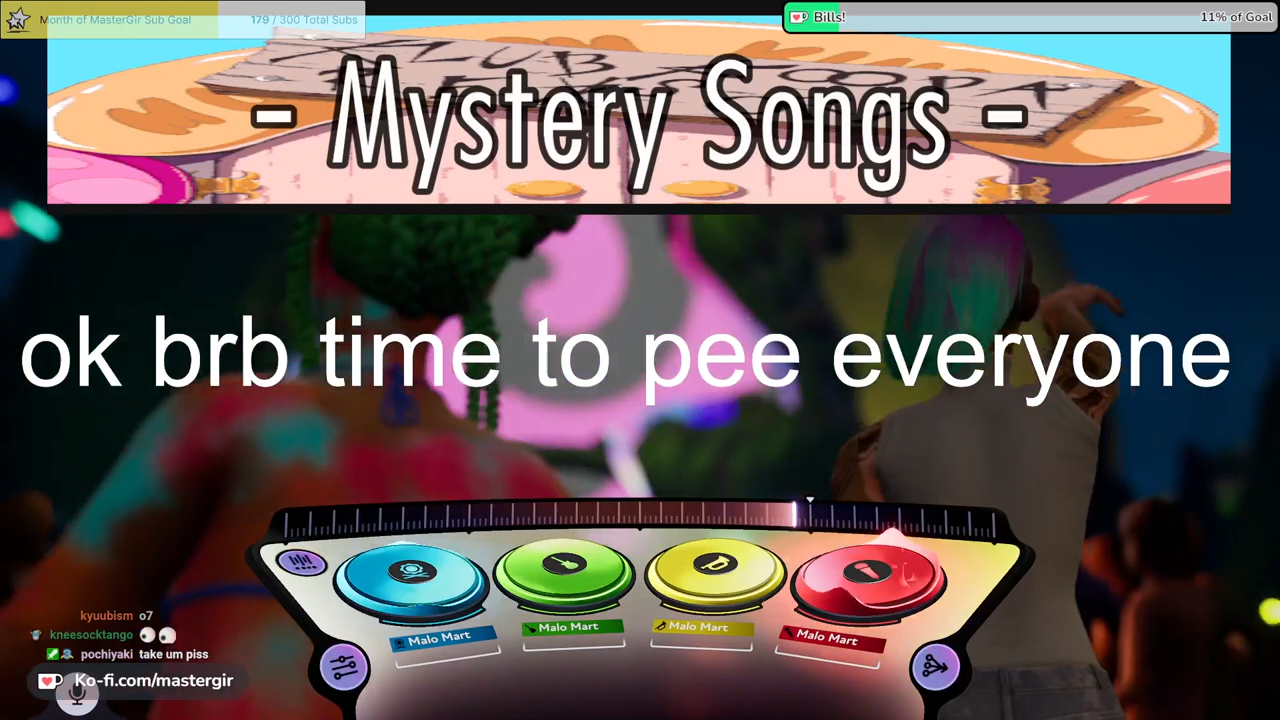 Month of MasterGir Sub Goal 179 / 300 Total Subs
Bills! 11% of Goal
- Mystery Songs -
ok brb time to pee everyone
Malo Mart Malo Mart Malo Mart Malo Mart
kyuubism o7
kneesocktango
pochiyaki take um piss
Ko-fi.com/mastergir